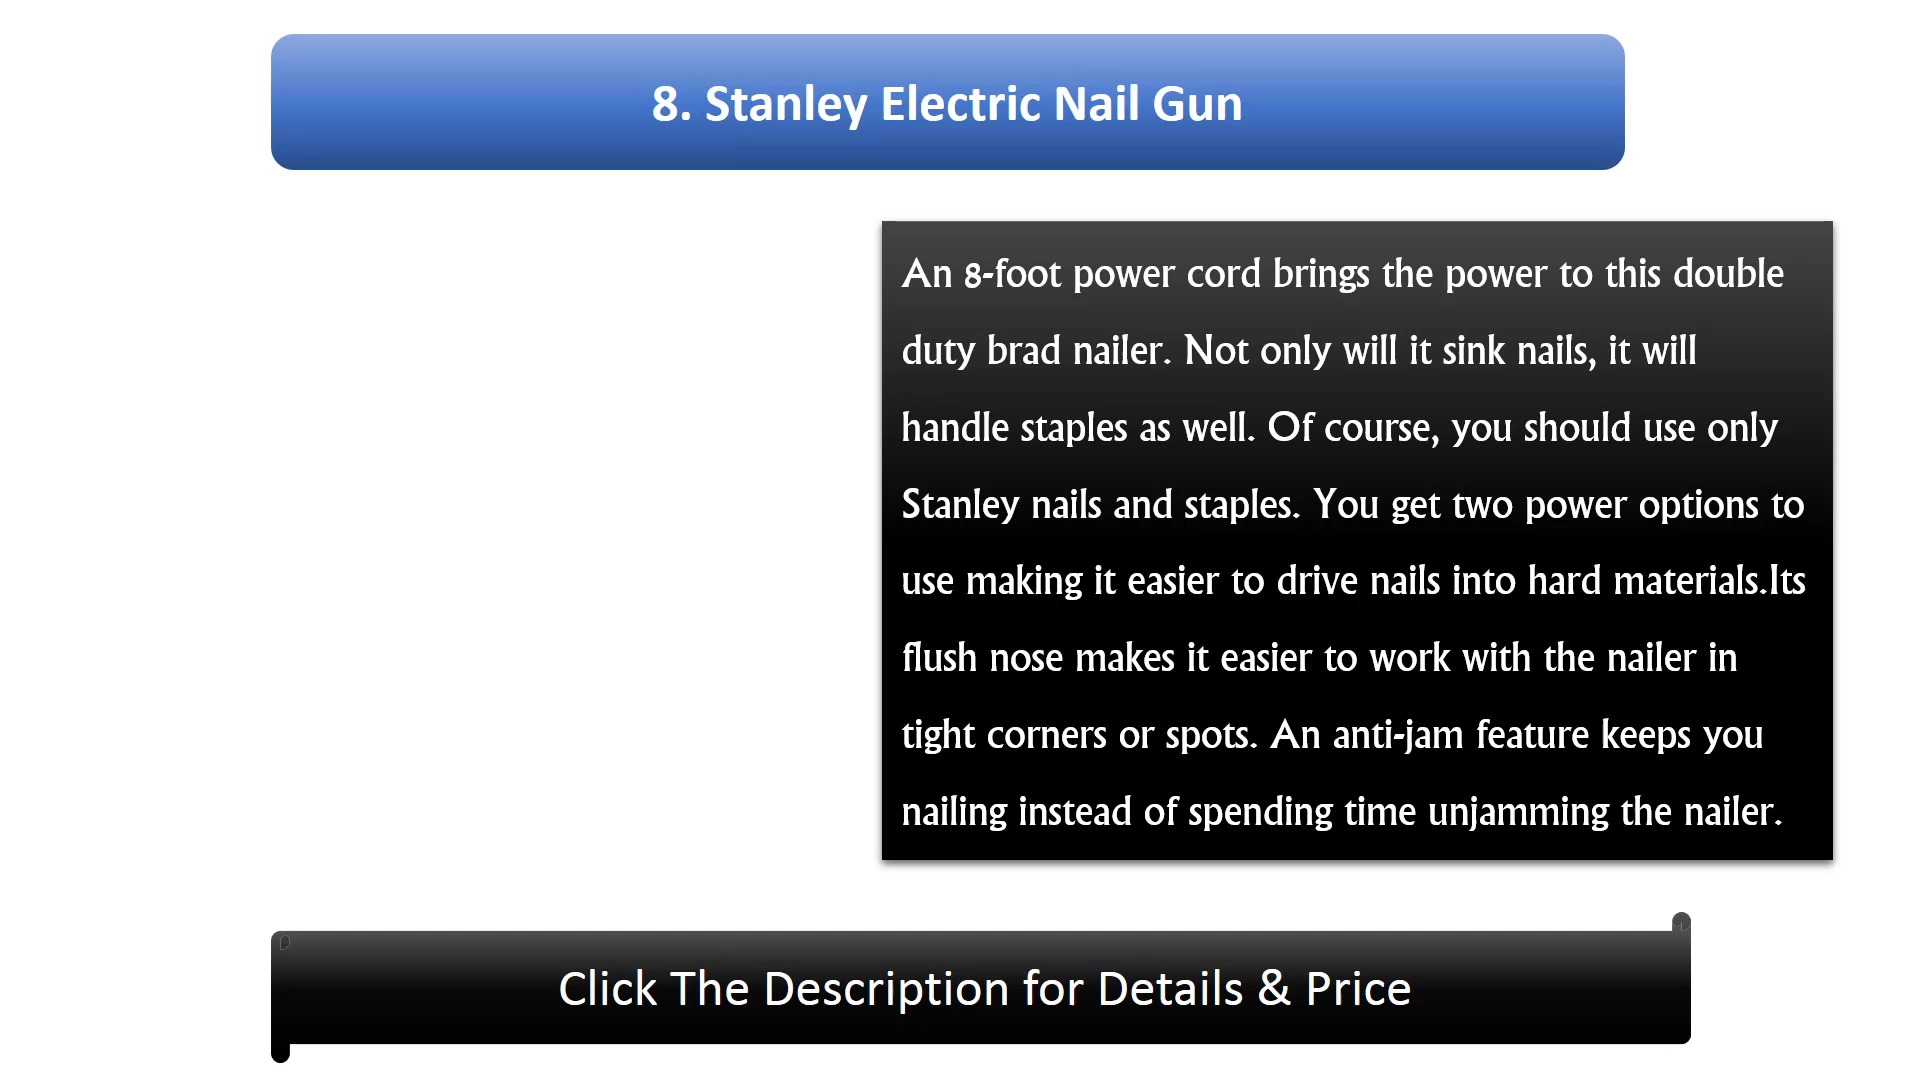 8. Stanley Electric Nail Gun
An 8-foot power cord brings the power to this double
duty brad nailer. Not only will it sink nails, it will
handle staples as well. Of course, you should use only
Stanley nails and staples. You get two power options to
use making it easier to drive nails into hard materials.Its
flush nose makes it easier to work with the nailer in
tight corners or spots. An anti-jam feature keeps you
nailing instead of spending time unjamming the nailer.
Click The Description for Details & Price